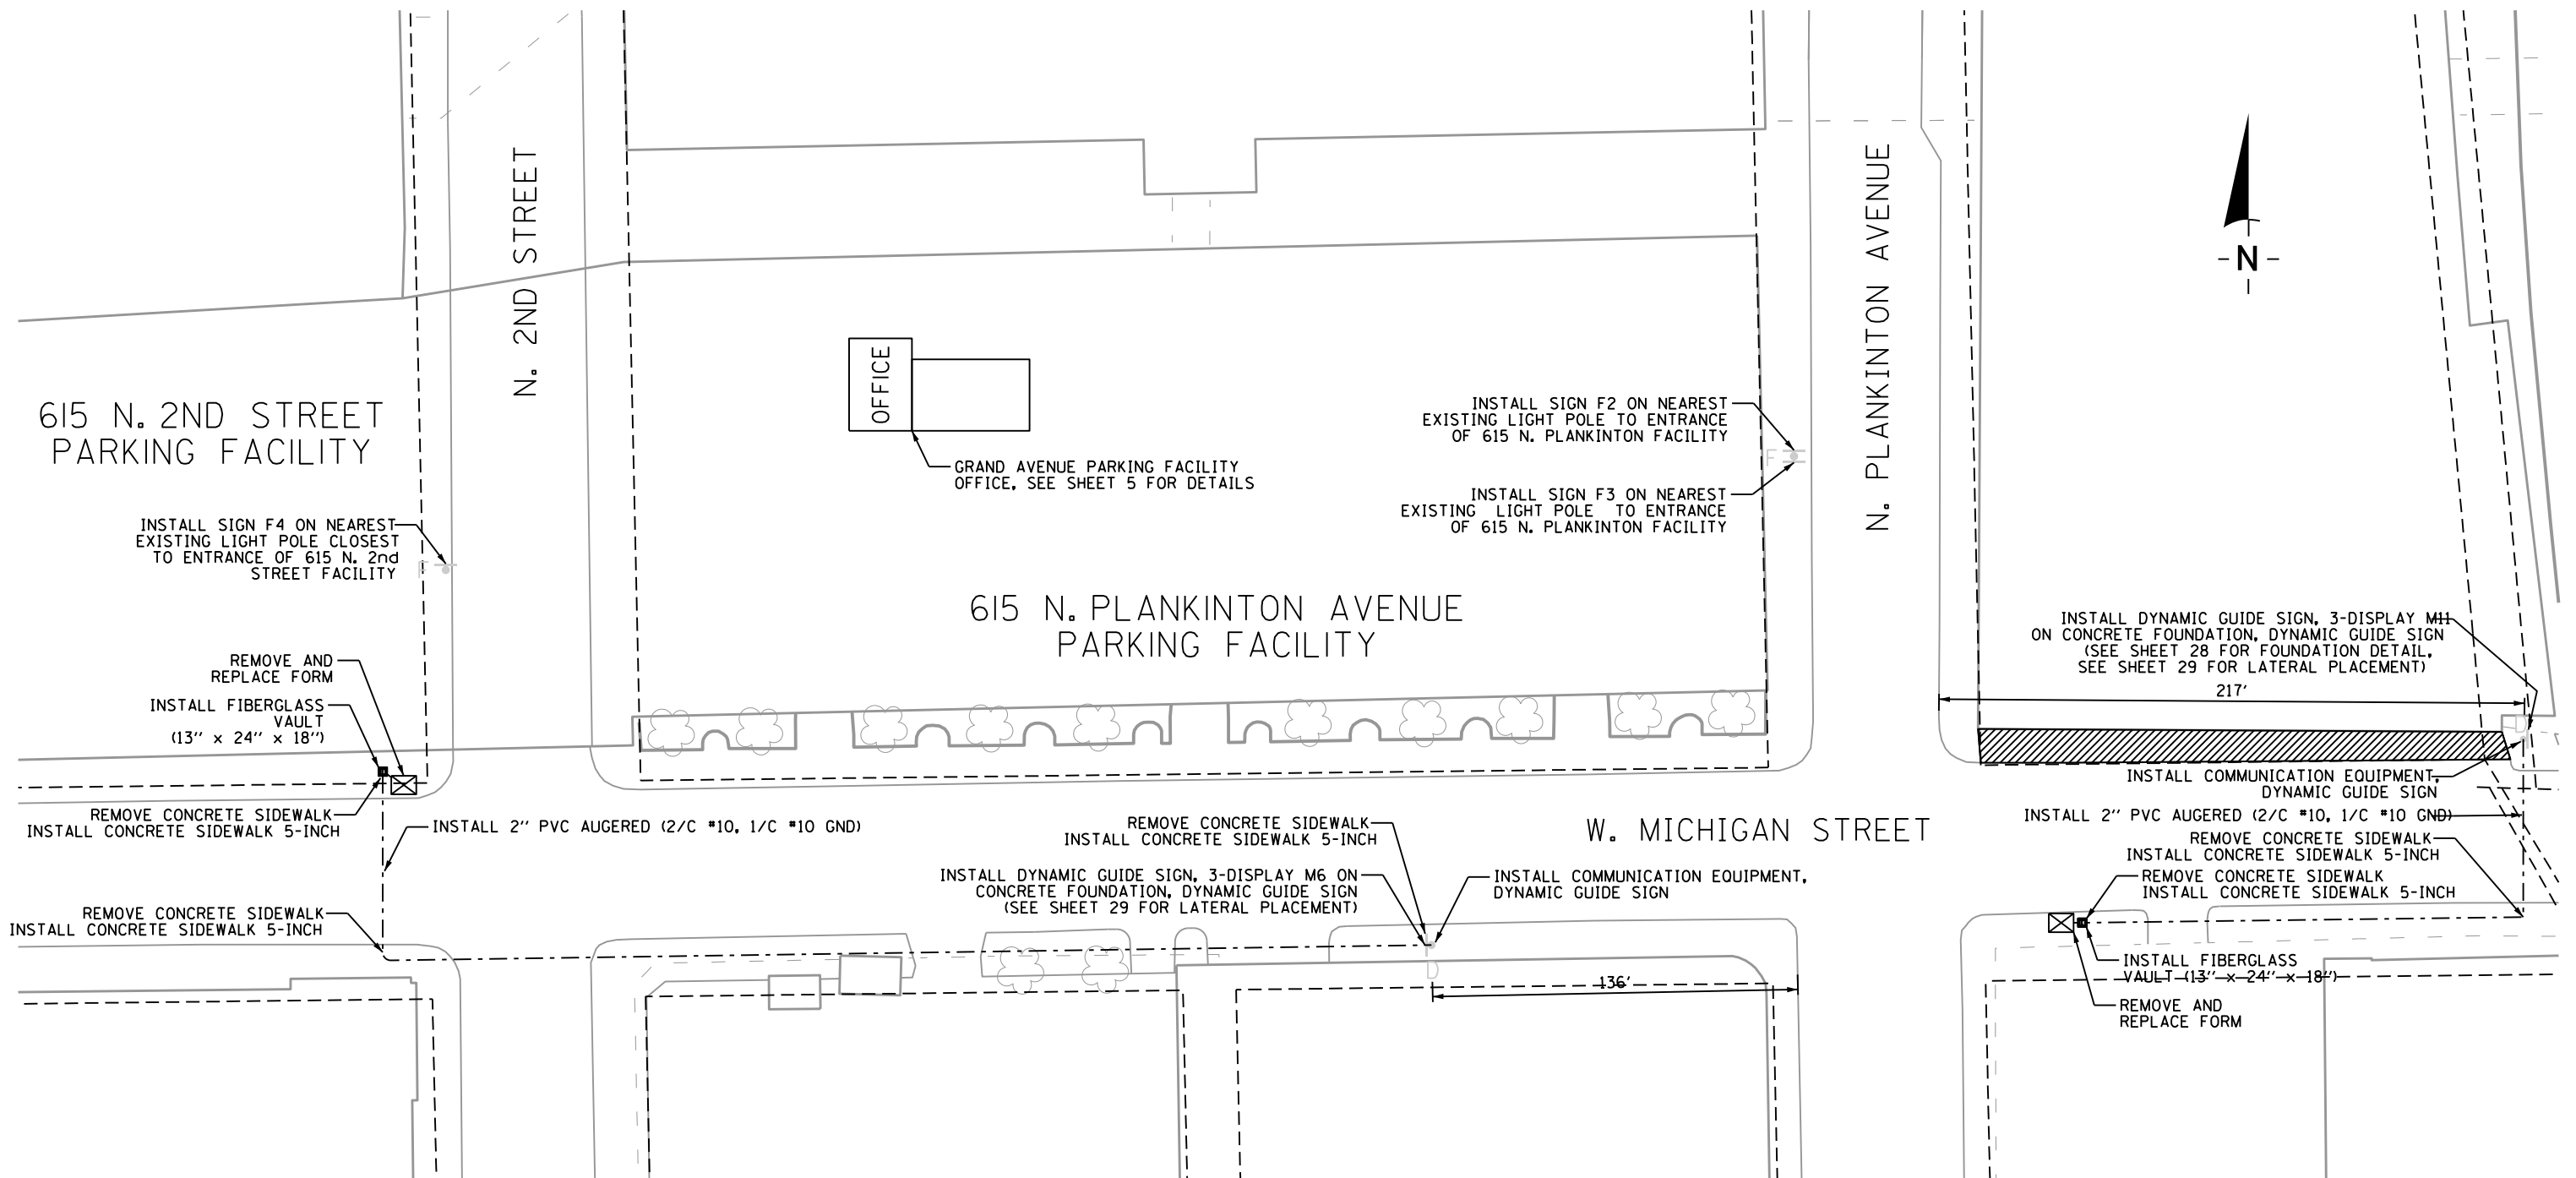 N. 2ND STREET
N. PLANKINTON AVENUE
N
OFFICE
615 N. 2ND STREET
PARKING FACILITY
GRAND AVENUE PARKING FACILITY
OFFICE, SEE SHEET 5 FOR DETAILS
INSTALL SIGN F2 ON NEAREST
EXISTING LIGHT POLE TO ENTRANCE
OF 615 N. PLANKINTON FACILITY
F
INSTALL SIGN F3 ON NEAREST
EXISTING LIGHT POLE TO ENTRANCE
OF 615 N. PLANKINTON FACILITY
INSTALL SIGN F4 ON NEAREST
EXISTING LIGHT POLE CLOSEST
TO ENTRANCE OF 615 N. 2nd
STREET FACILITY
F
615 N. PLANKINTON AVENUE
PARKING FACILITY
REMOVE AND
REPLACE FORM
INSTALL FIBERGLASS
VAULT
(13" x 24" x 18")
INSTALL DYNAMIC GUIDE SIGN, 3-DISPLAY M11
ON CONCRETE FOUNDATION, DYNAMIC GUIDE SIGN
(SEE SHEET 28 FOR FOUNDATION DETAIL,
SEE SHEET 29 FOR LATERAL PLACEMENT)
217'
D
INSTALL COMMUNICATION EQUIPMENT,
DYNAMIC GUIDE SIGN
INSTALL 2" PVC AUGERED (2/C #10, 1/C #10 GND)
REMOVE CONCRETE SIDEWALK
INSTALL CONCRETE SIDEWALK 5-INCH
REMOVE CONCRETE SIDEWALK
INSTALL CONCRETE SIDEWALK 5-INCH
REMOVE CONCRETE SIDEWALK
INSTALL CONCRETE SIDEWALK 5-INCH
INSTALL 2" PVC AUGERED (2/C #10, 1/C #10 GND)
REMOVE CONCRETE SIDEWALK
INSTALL CONCRETE SIDEWALK 5-INCH
W. MICHIGAN STREET
INSTALL DYNAMIC GUIDE SIGN, 3-DISPLAY M6 ON
CONCRETE FOUNDATION, DYNAMIC GUIDE SIGN
(SEE SHEET 29 FOR LATERAL PLACEMENT)
INSTALL COMMUNICATION EQUIPMENT,
DYNAMIC GUIDE SIGN
REMOVE CONCRETE SIDEWALK
INSTALL CONCRETE SIDEWALK 5-INCH
D
136'
INSTALL FIBERGLASS
VAULT (13" x 24" x 18")
REMOVE AND
REPLACE FORM